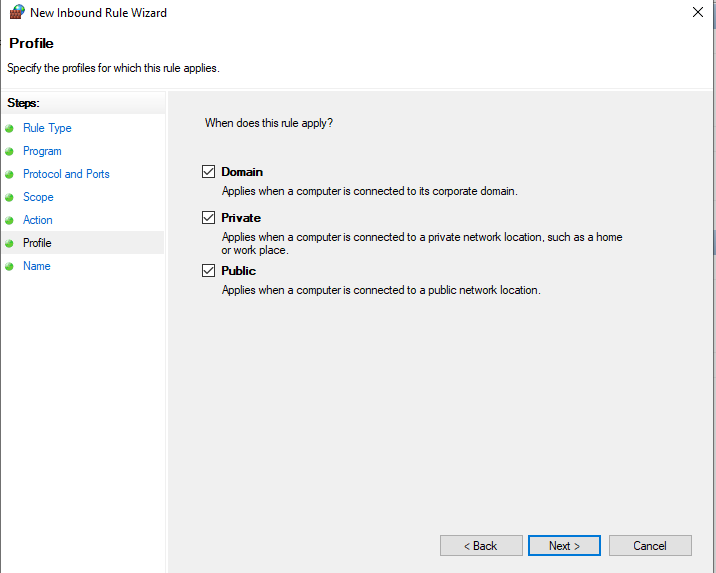 New Inbound Rule Wizard
Profile
Specify the profiles for which this rule applies.
Steps:
Rule Type
Program
Protocol and Ports
Scope
Action
Profile
Name
When does this rule apply?
Domain
Applies when a computer is connected to its corporate domain.
Private
Applies when a computer is connected to a private network location, such as a home
or work place.
Public
Applies when a computer is connected to a public network location.
< Back
Next >
Cancel